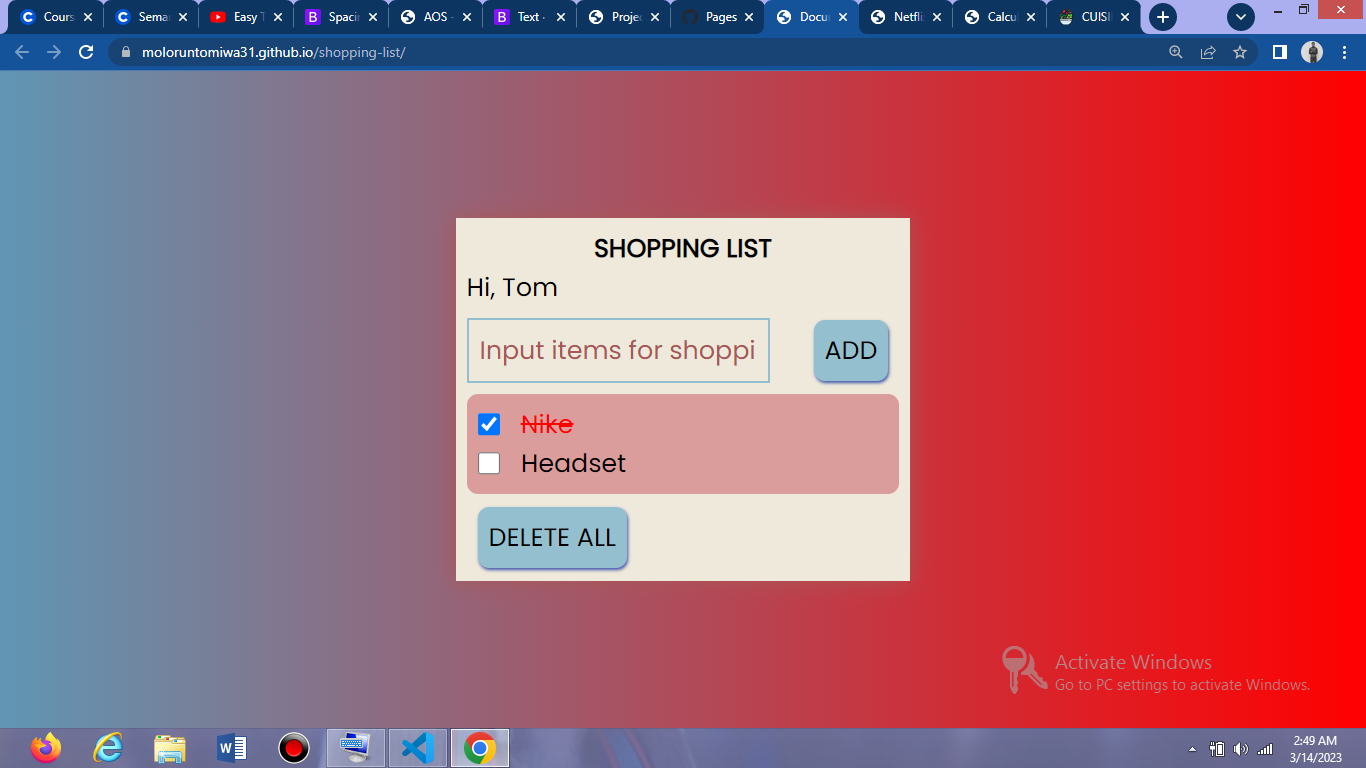 Cours
Sema
Easy T
Spacin
AOS -
Text ·
Projec
Pages
Docu
Netfli
Calcu
CUISI
moloruntomiwa31.github.io/shopping-list/
SHOPPING LIST
Hi, Tom
Input items for shoppi
ADD
Nike
Headset
DELETE ALL
Activate Windows
Go to PC settings to activate Windows.
2:49 AM
3/14/2023